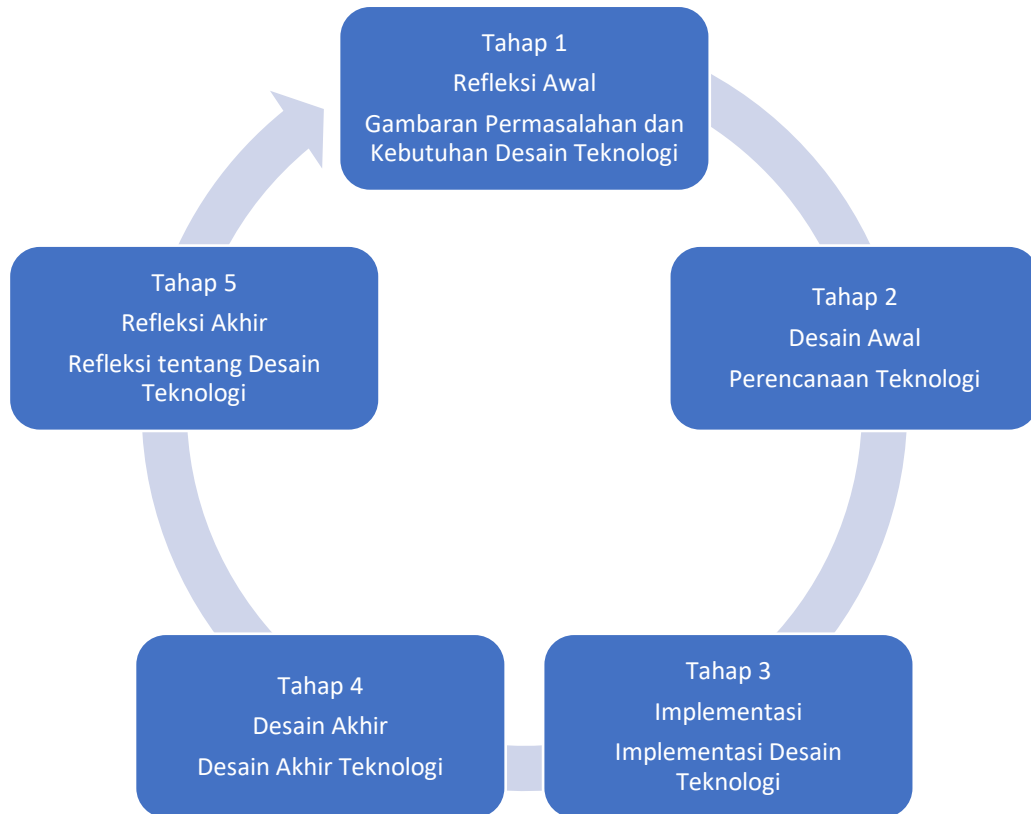 Tahap 1
Refleksi Awal
Gambaran Permasalahan dan
Kebutuhan Desain Teknologi
Tahap 2
Desain Awal
Perencanaan Teknologi
Tahap 3
Implementasi
Implementasi Desain
Teknologi
Tahap 4
Desain Akhir
Desain Akhir Teknologi
Tahap 5
Refleksi Akhir
Refleksi tentang Desain
Teknologi